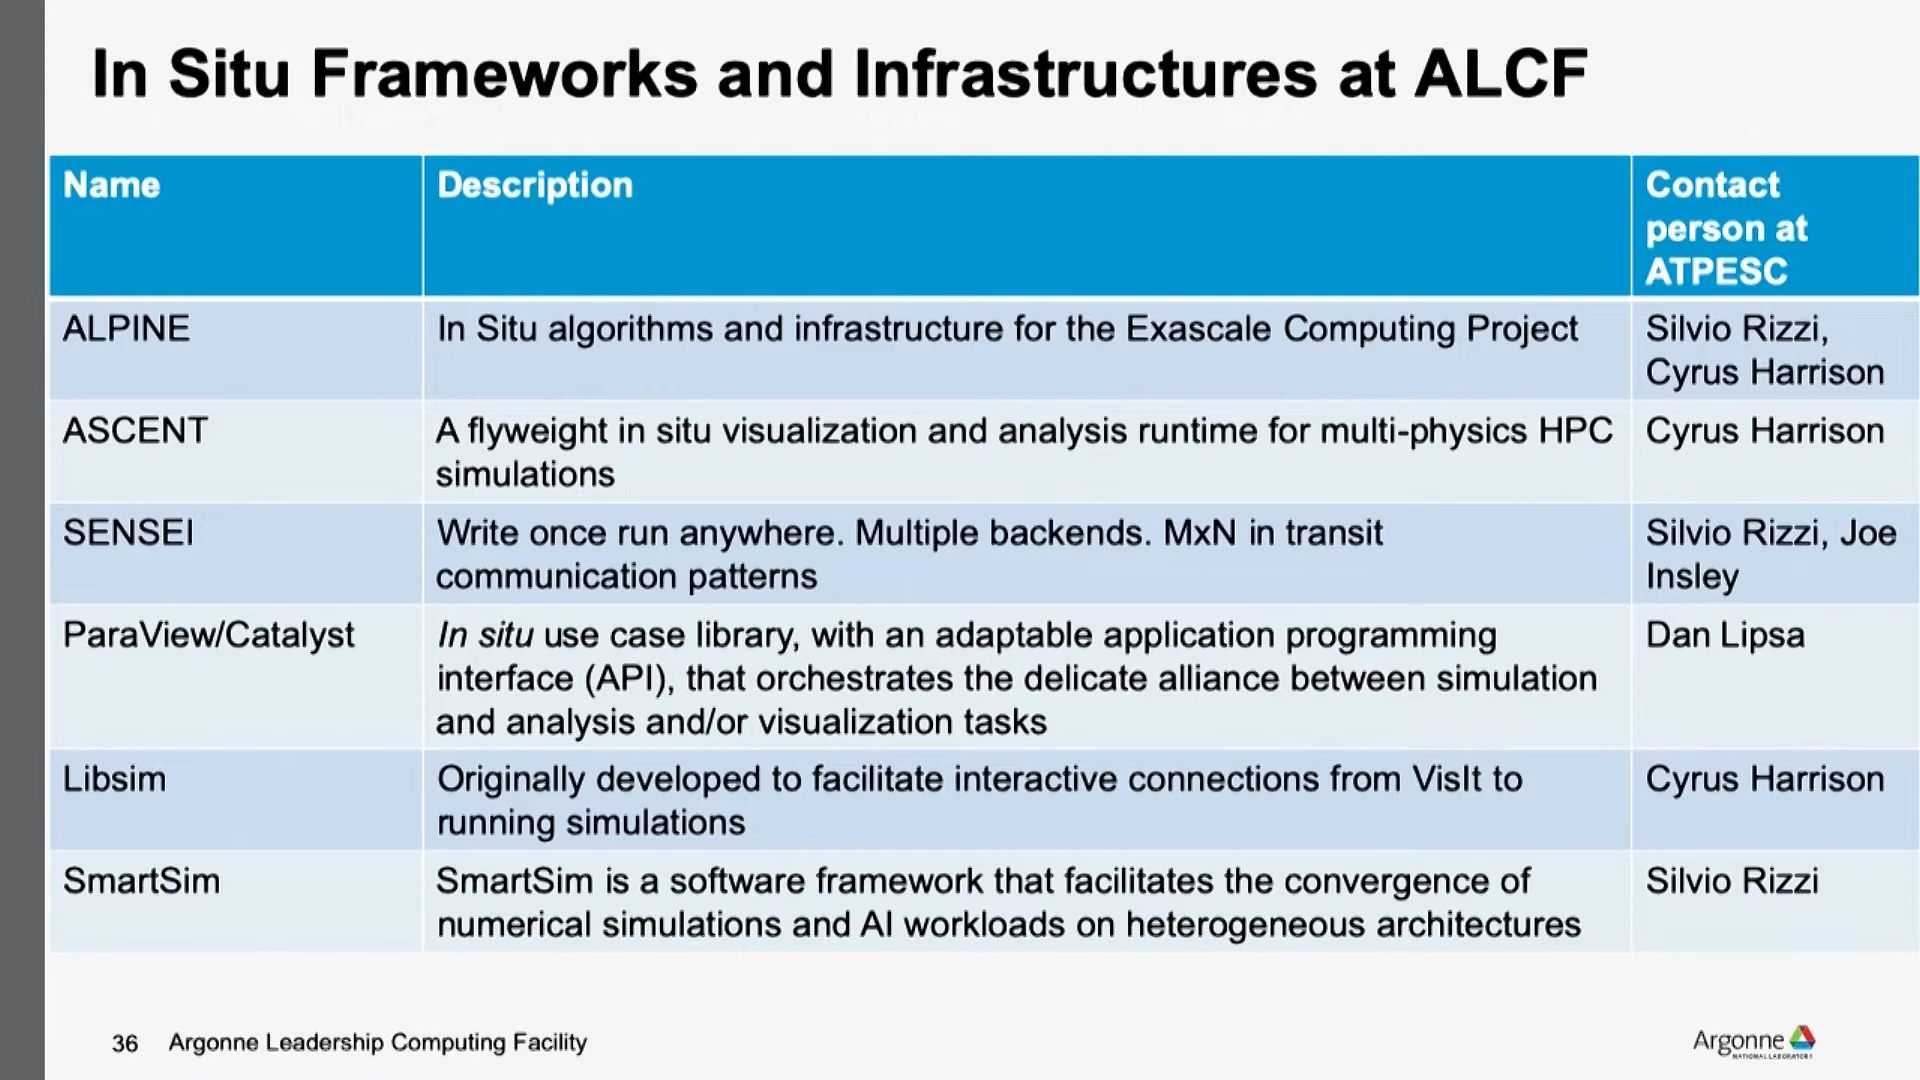 In Situ Frameworks and Infrastructures at ALCF
Name
Description
Contact
person at
ATPESC
ALPINE
In Situ algorithms and infrastructure for the Exascale Computing Project
Silvio Rizzi,
Cyrus Harrison
ASCENT
A flyweight in situ visualization and analysis runtime for multi-physics HPC
simulations
Cyrus Harrison
SENSEI
Write once run anywhere. Multiple backends. MxN in transit
communication patterns
Silvio Rizzi, Joe
Insley
ParaView/Catalyst
In situ use case library, with an adaptable application programming
interface (API), that orchestrates the delicate alliance between simulation
and analysis and/or visualization tasks
Dan Lipsa
Libsim
Originally developed to facilitate interactive connections from VisIt to
running simulations
Cyrus Harrison
SmartSim
SmartSim is a software framework that facilitates the convergence of
numerical simulations and AI workloads on heterogeneous architectures
Silvio Rizzi
36 Argonne Leadership Computing Facility
Argonne
NATIONAL LABORATORY